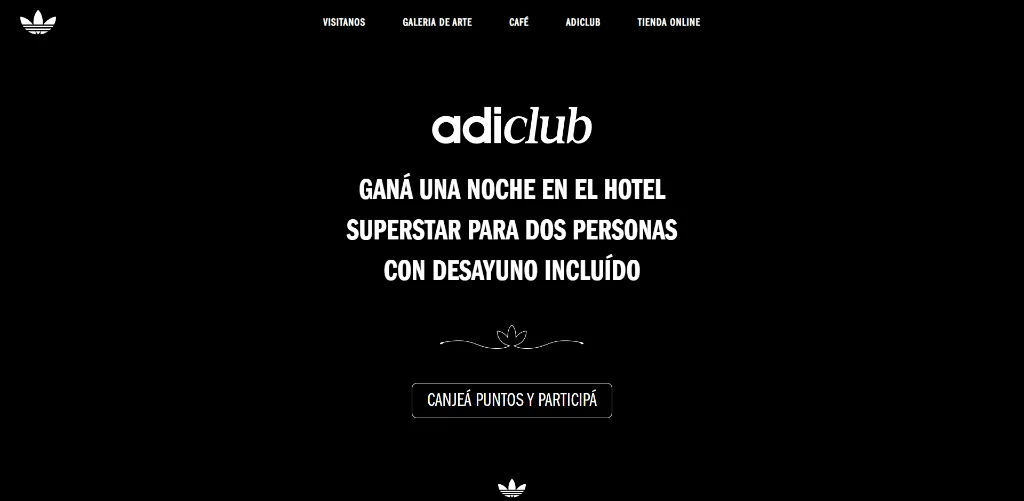 VISITANOS
GALERIA DE ARTE
CAFÉ
ADICLUB
TIENDA ONLINE
adiclub
GANÁ UNA NOCHE EN EL HOTEL
SUPERSTAR PARA DOS PERSONAS
CON DESAYUNO INCLUÍDO
CANJEÁ PUNTOS Y PARTICIPÁ